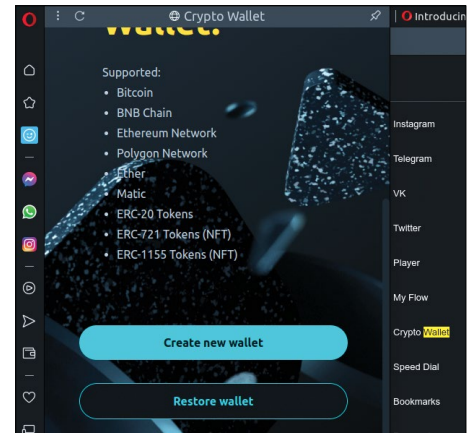 Crypto Wallet
Introducin
Wallet.
Supported:
• Bitcoin
• BNB Chain
• Ethereum Network
• Polygon Network
• Ether
• Matic
• ERC-20 Tokens
• ERC-721 Tokens (NFT)
• ERC-1155 Tokens (NFT)
Create new wallet
Restore wallet
Instagram
Telegram
VK
Twitter
Player
My Flow
Crypto Wallet
Speed Dial
Bookmarks